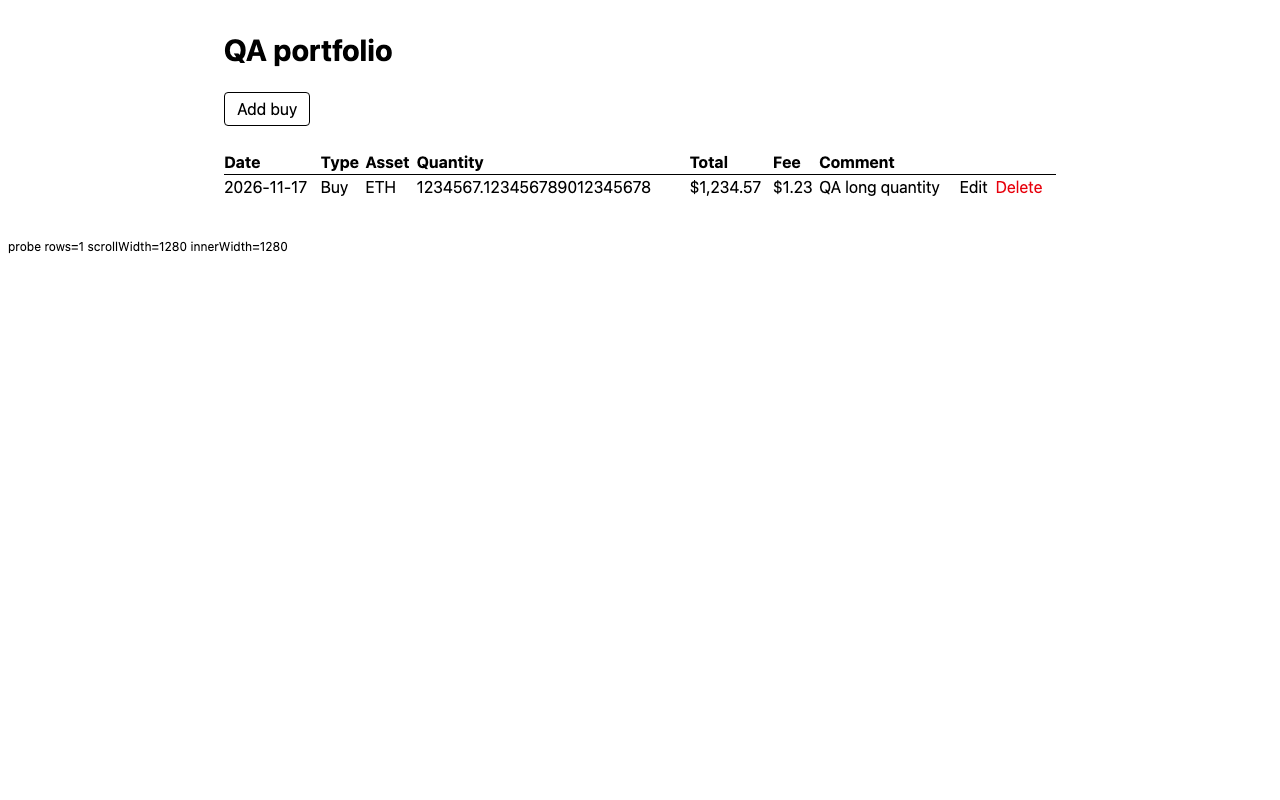 QA portfolio
Add buy
Date Type Asset Quantity Total Fee Comment
2026-11-17 Buy ETH 1234567.123456789012345678 $1,234.57 $1.23 QA long quantity Edit Delete
probe rows=1 scrollWidth=1280 innerWidth=1280